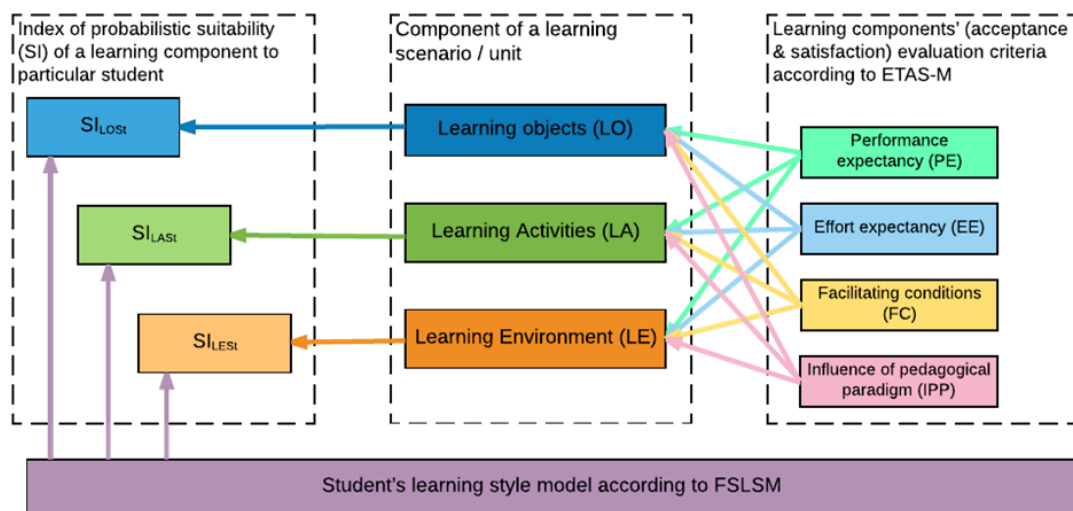 Index of probabilistic suitability
(SI) of a learning component to
particular student
SILOSt
SILASt
SILESt
Component of a learning
scenario / unit
Learning objects (LO)
Learning Activities (LA)
Learning Environment (LE)
Learning components' (acceptance
& satisfaction) evaluation criteria
according to ETAS-M
Performance
expectancy (PE)
Effort expectancy (EE)
Facilitating conditions
(FC)
Influence of pedagogical
paradigm (IPP)
Student's learning style model according to FSLSM